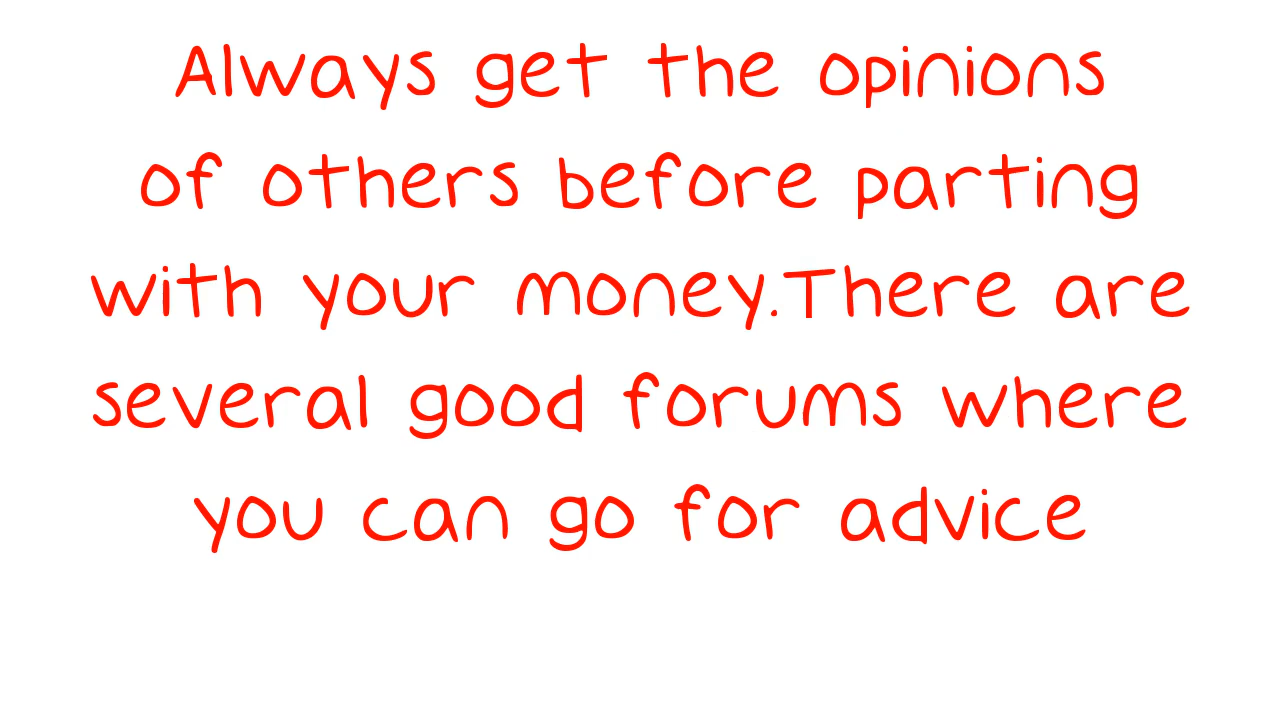 Always get the opinions
of others before parting
with your money.There are
several good forums where
you can go for advice